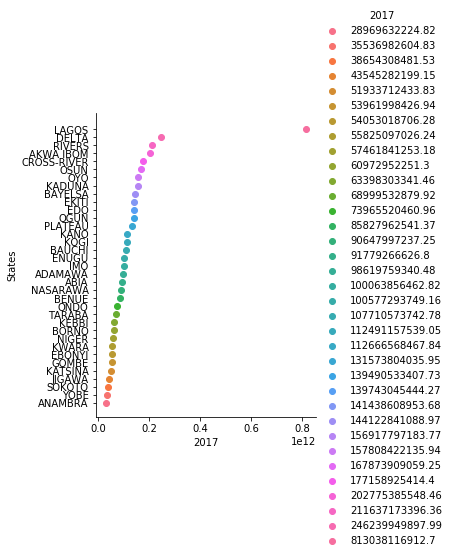 2017
28969632224.82
35536982604.83
38654308481.53
43545282199.15
51933712433.83
53961998426.94
54053018706.28
55825097026.24
57461841253.18
60972952251.3
63398303341.46
68999532879.92
73965520460.96
85827962541.37
90647997237.25
91779266626.8
98619759340.48
100063856462.82
100577293749.16
107710573742.78
112491157539.05
112666568467.84
131573804035.95
139490533407.73
139743045444.27
141438608953.68
144122841088.97
156917797183.77
157808422135.94
167873909059.25
177158925414.4
202775385548.46
211637173396.36
246239949897.99
813038116912.7
LAGOS
DELTA
RIVERS
AKWA IBOM
CROSS-RIVER
OSUN
OYO
KADUNA
BAYELSA
EKITI
EDO
OGUN
PLATEAU
KANO
KOGI
BAUCHI
ENUGU
IMO
ADAMAWA
ABIA
NASARAWA
BENUE
ONDO
TARABA
KEBBI
BORNO
NIGER
KWARA
EBONYI
GOMBE
KATSINA
JIGAWA
SOKOTO
YOBE
ANAMBRA
States
0.0 0.2 0.4 0.6 0.8
1e12
2017